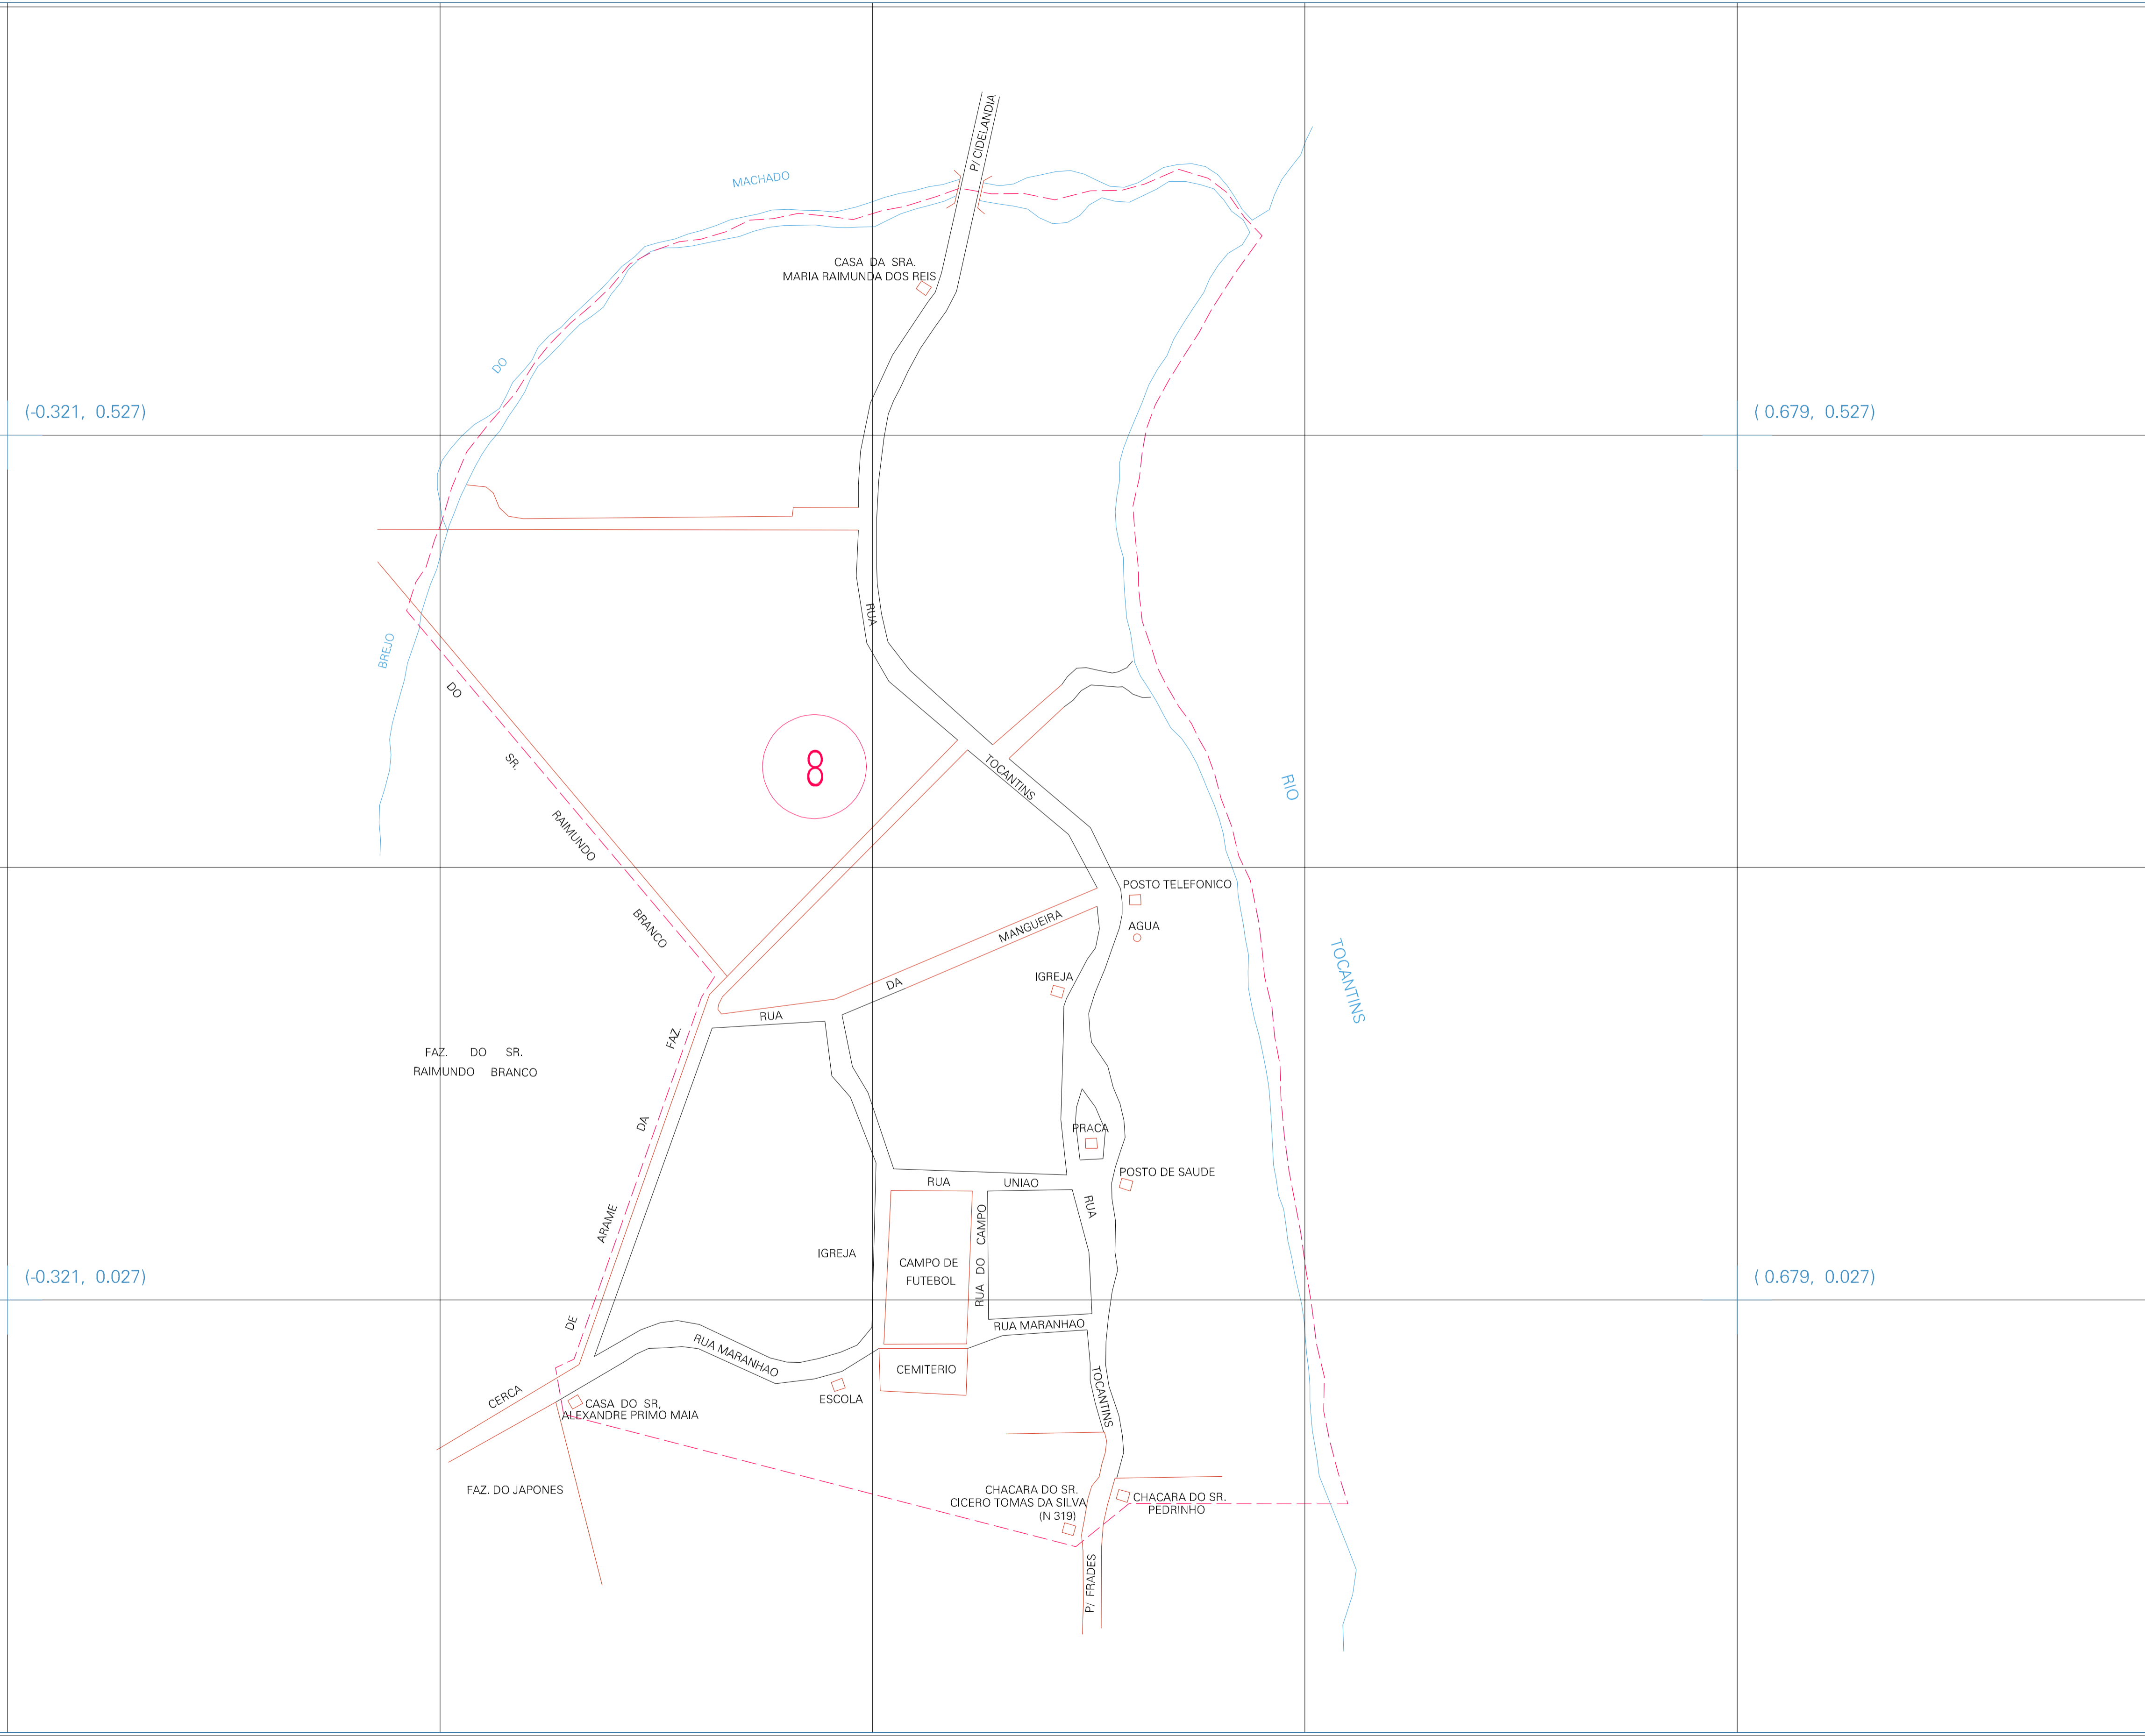 P/ CIDELANDIA
MACHADO
CASA DA SRA.
MARIA RAIMUNDA DOS REIS
DO
(-0.321, 0.527)
( 0.679, 0.527)
RUA
BREJO
DO
SR.
RAIMUNDO
BRANCO
8
TOCANTINS
RIO
TOCANTINS
POSTO TELEFONICO
AGUA
MANGUEIRA
DA
RUA
IGREJA
FAZ.
DA
ARAME
DE
CERCA
FAZ. DO SR.
RAIMUNDO BRANCO
PRACA
POSTO DE SAUDE
RUA UNIAO
RUA
RUA DO CAMPO
IGREJA
CAMPO DE
FUTEBOL
(-0.321, 0.027)
( 0.679, 0.027)
RUA MARANHAO
RUA MARANHAO
CEMITERIO
TOCANTINS
ESCOLA
CASA DO SR,
ALEXANDRE PRIMO MAIA
FAZ. DO JAPONES
CHACARA DO SR.
CICERO TOMAS DA SILVA
(N 319)
CHACARA DO SR.
PEDRINHO
P/ FRADES